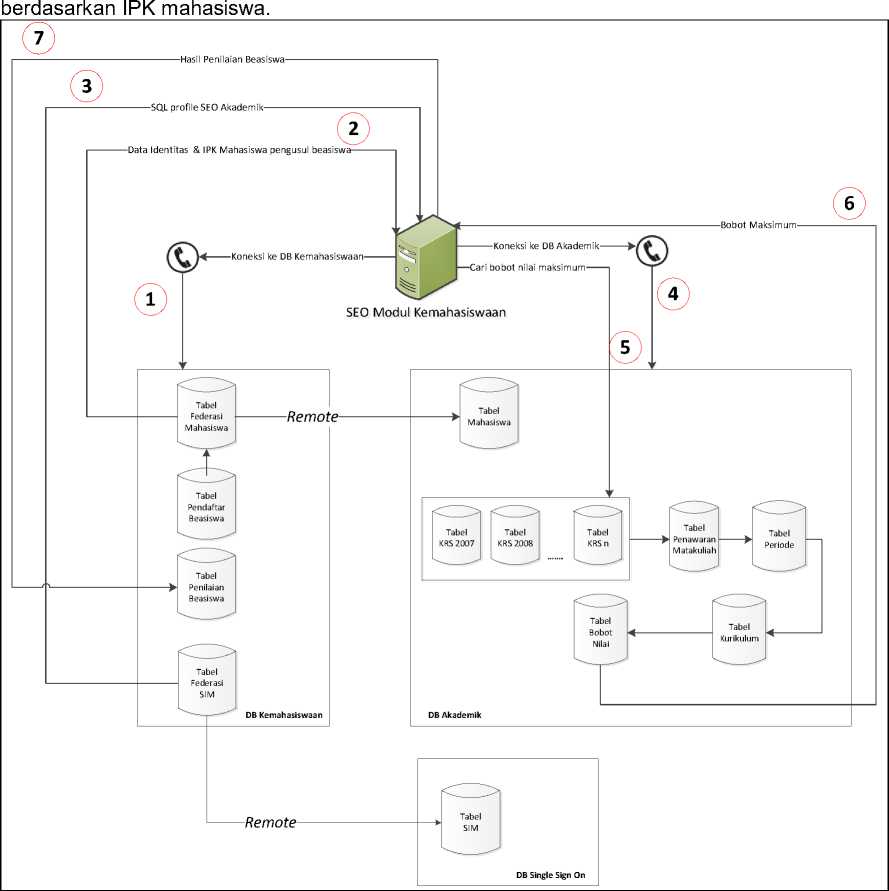 berdasarkan IPK mahasiswa.
7
Hasil Penilaian Beasiswa
3
SQL profile SEO Akademik
2
Data Identitas & IPK Mahasiswa pengusul beasiswa
6
Bobot Maksimum
Koneksi ke DB Kemahasiswaan
Koneksi ke DB Akademik
Cari bobot nilai maksimum
1
4
SEO Modul Kemahasiswaan
5
Tabel
Federasi
Mahasiswa
Remote
Tabel
Mahasiswa
Tabel
Pendaftar
Beasiswa
Tabel
KRS 2007
Tabel
KRS 2008
.......
Tabel
KRS n
Tabel
Penawaran
Matakuliah
Tabel
Periode
Tabel
Penilaian
Beasiswa
Tabel
Bobot
Nilai
Tabel
Kurikulum
Tabel
Federasi
SIM
DB Kemahasiswaan
DB Akademik
Remote
Tabel
SIM
DB Single Sign On